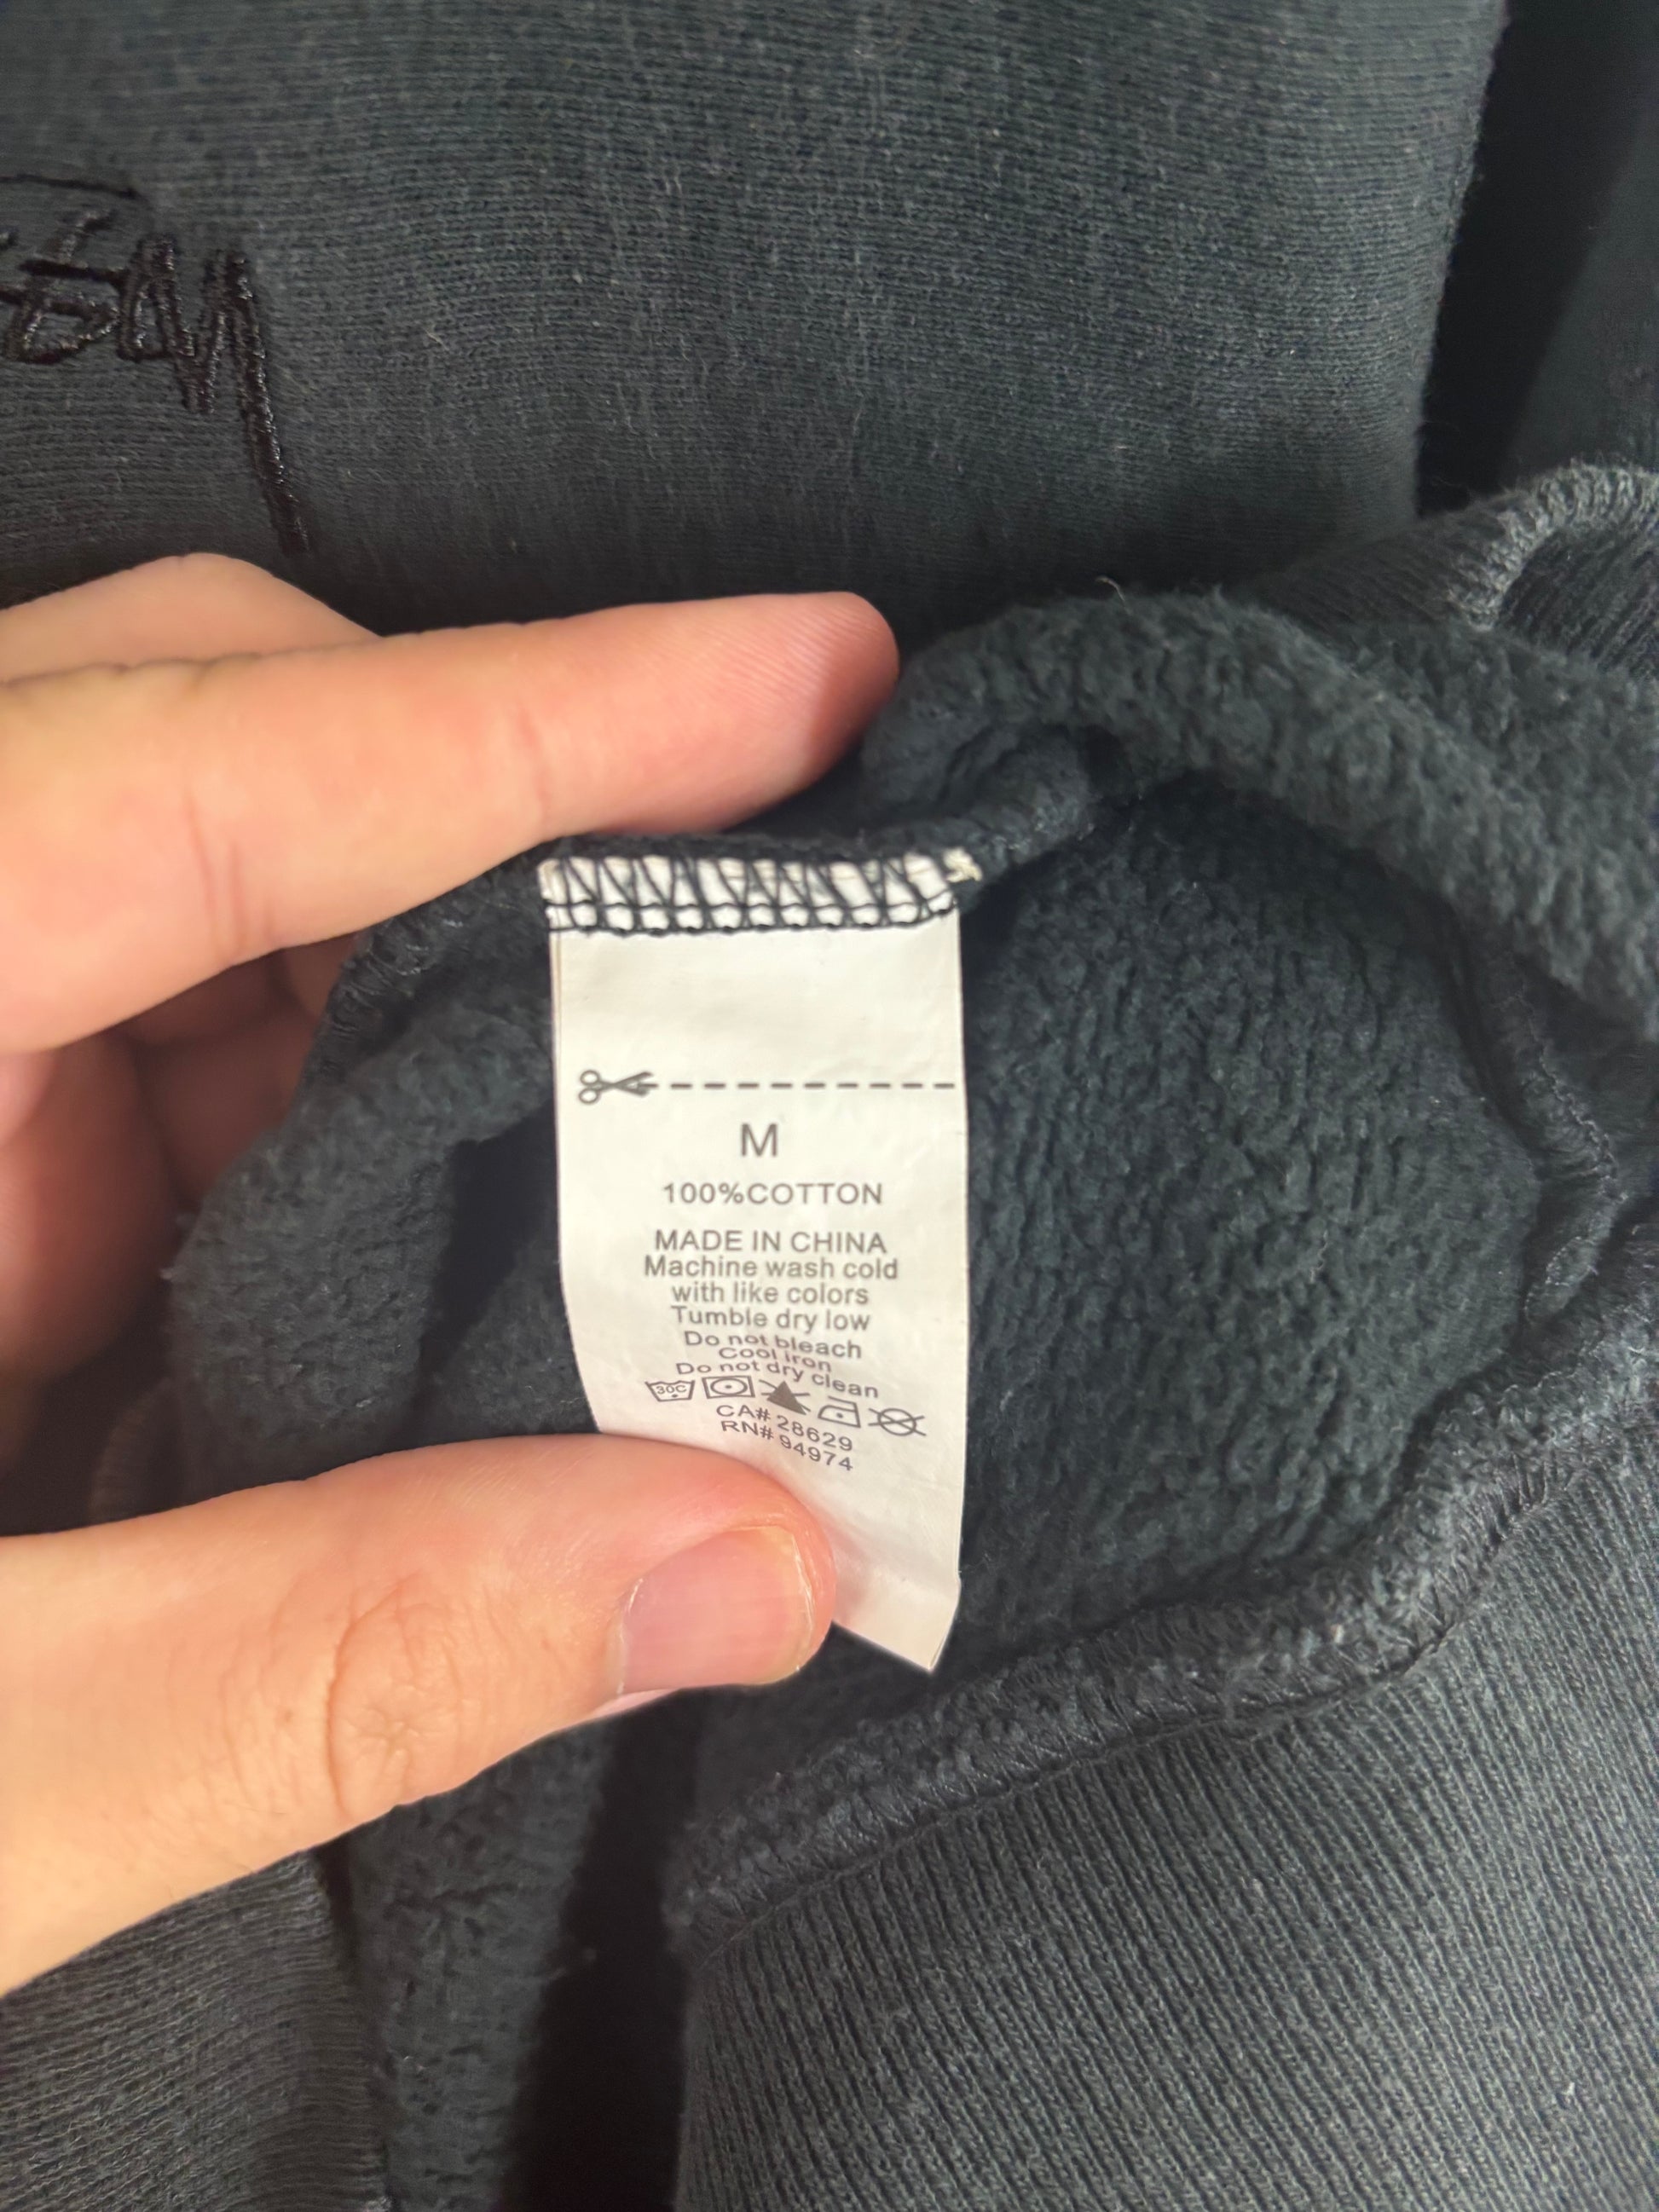 M
100%COTTON
MADE IN CHINA
Machine wash cold
with like colors
Tumble dry low
Do not bleach
Cool iron
Do not dry clean
30C
CA# 28629
RN# 94974